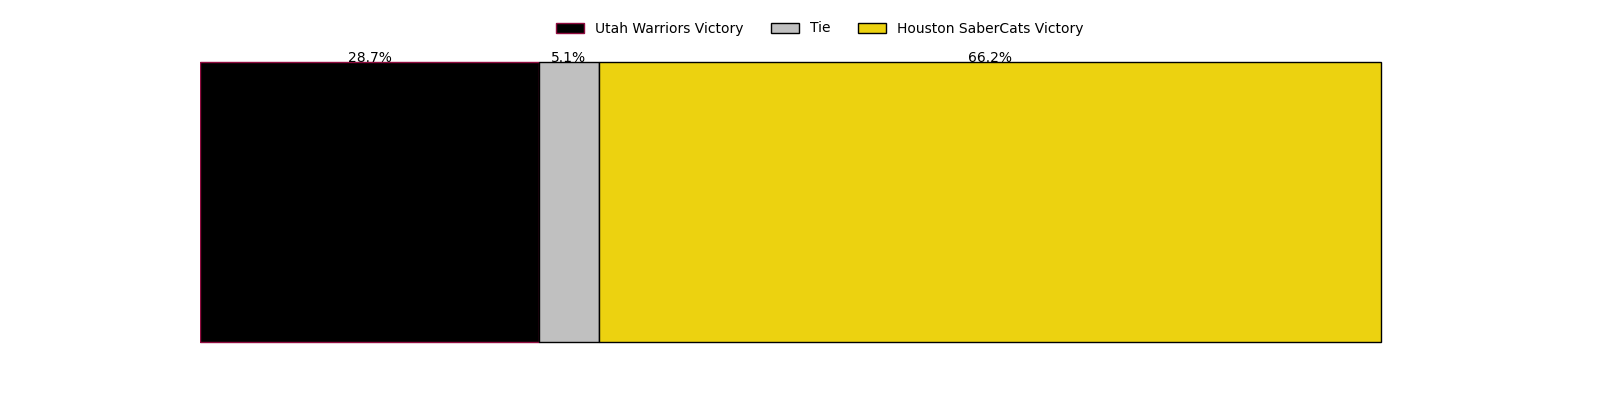 Utah Warriors Victory Tie Houston SaberCats Victory
28.7% 5.1% 66.2%